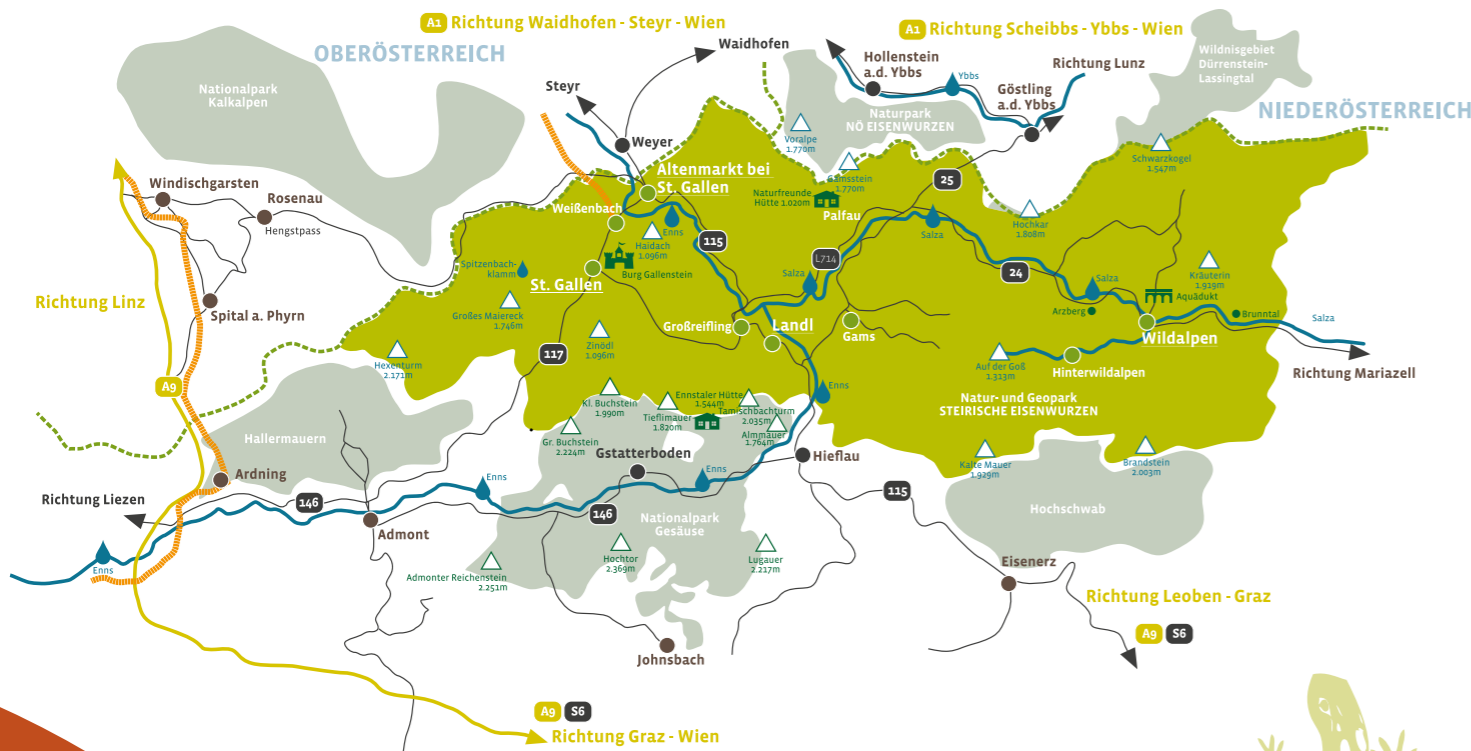 A1 Richtung Waidhofen - Steyr - Wien
A1 Richtung Scheibbs - Ybbs - Wien
OBERÖSTERREICH
Waidhofen
Hollenstein
a.d. Ybbs
Ybbs
Richtung Lunz
Wildnisgebiet
Dürrenstein-
Lassingtal
Nationalpark
Kalkalpen
Steyr
Göstling
a.d. Ybbs
NIEDERÖSTERREICH
Naturpark
NÖ EISENWURZEN
Voralpe
1.770m
Weyer
Schwarzkogel
1.547m
Altenmarkt bei
St. Gallen
Gamsstein
1.770m
25
Windischgarsten
Rosenau
Hengstpass
Naturfreunde
Hütte 1.020m
Palfau
Weißenbach
Enns
115
Haidach
1.096m
Salza
Hochkar
1.808m
L714
Spitzenbach-
klamm
Burg Gallenstein
St. Gallen
Salza
24
Salza
Kräuterin
1.919m
Aquädukt
Richtung Linz
Spital a. Phyrn
Großes Maiereck
1.746m
Arzberg
Brunntal
Salza
Großreifling
Landl
Gams
Wildalpen
Zinödl
1.096m
117
Hexenturm
2.171m
Auf der Goß
1.313m
Hinterwildalpen
Richtung Mariazell
A9
Enns
Natur- und Geopark
STEIRISCHE EISENWURZEN
Kl. Buchstein
1.990m
Tieflimauer
1.820m
Ennstaler Hütte
1.544m
Tamischbachturm
2.035m
Almmauer
1.764m
Hallermauern
Gr. Buchstein
2.224m
Gstatterboden
Hieflau
Kalte Mauer
1.929m
Brandstein
2.003m
Ardning
Enns
Enns
115
Richtung Liezen
146
146
Nationalpark
Gesäuse
Hochschwab
Admont
Enns
Admonter Reichenstein
2.251m
Hochtor
2.369m
Lugauer
2.217m
Eisenerz
Richtung Leoben - Graz
A9 S6
Johnsbach
A9 S6
Richtung Graz - Wien